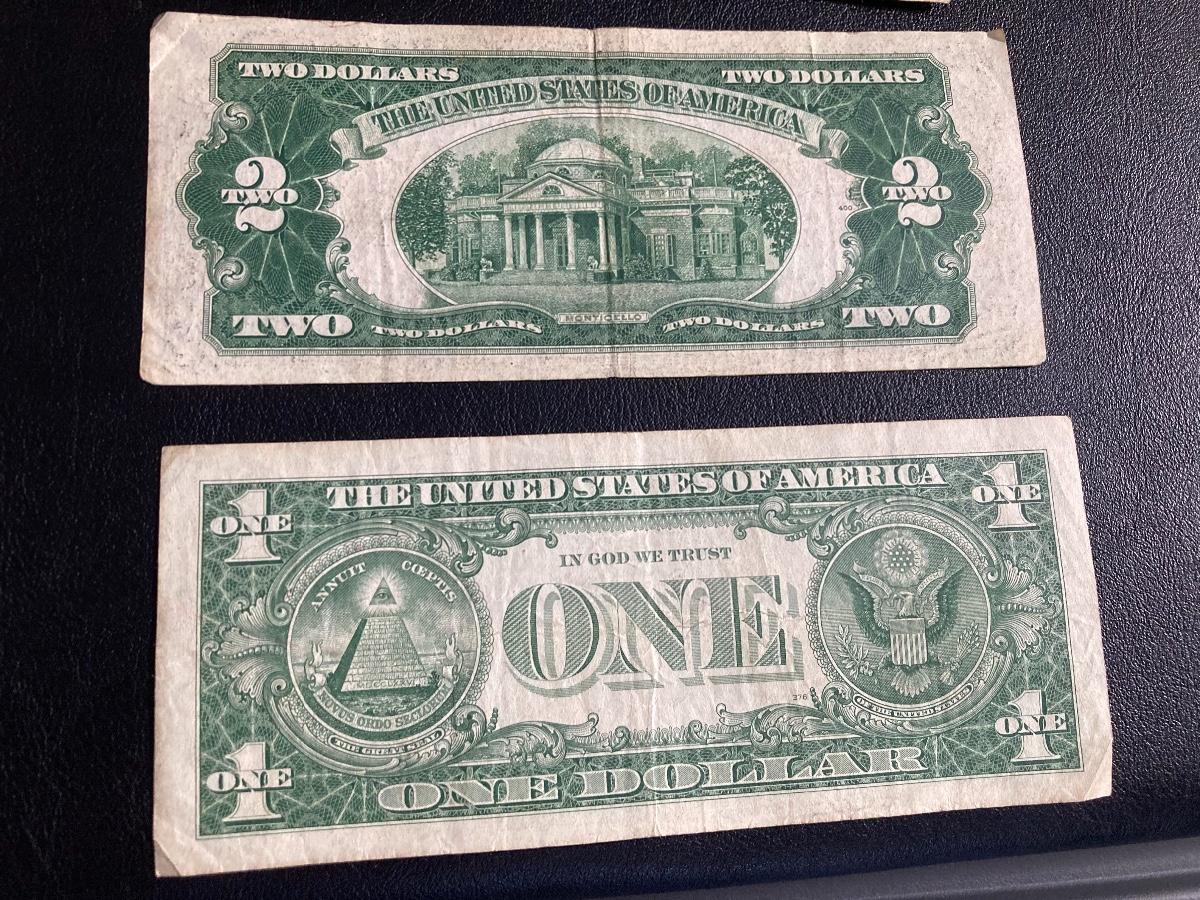 TWO DOLLARS TWO DOLLARS
THE UNITED STATES OF AMERICA
2 2
TWO TWO
400
MONTICELLO
TWO TWO DOLLARS TWO DOLLARS TWO
THE UNITED STATES OF AMERICA
1 ONE 1 ONE
IN GOD WE TRUST
ANNUIT CŒPTIS
ONE
376
NOVUS ORDO SECLORUM
THE GREAT SEAL
OF THE UNITED STATES
1 ONE 1 ONE
ONE DOLLAR